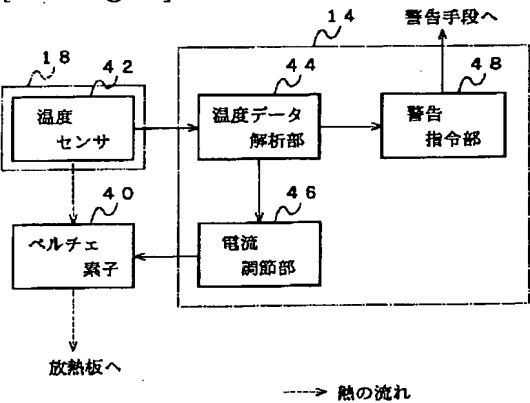 警告手段へ
14
18
42
44
48
温度
センサ
温度データ
解析部
警告
指令部
40
46
ペルチェ
素子
電流
調節部
放熱板へ
熱の流れ